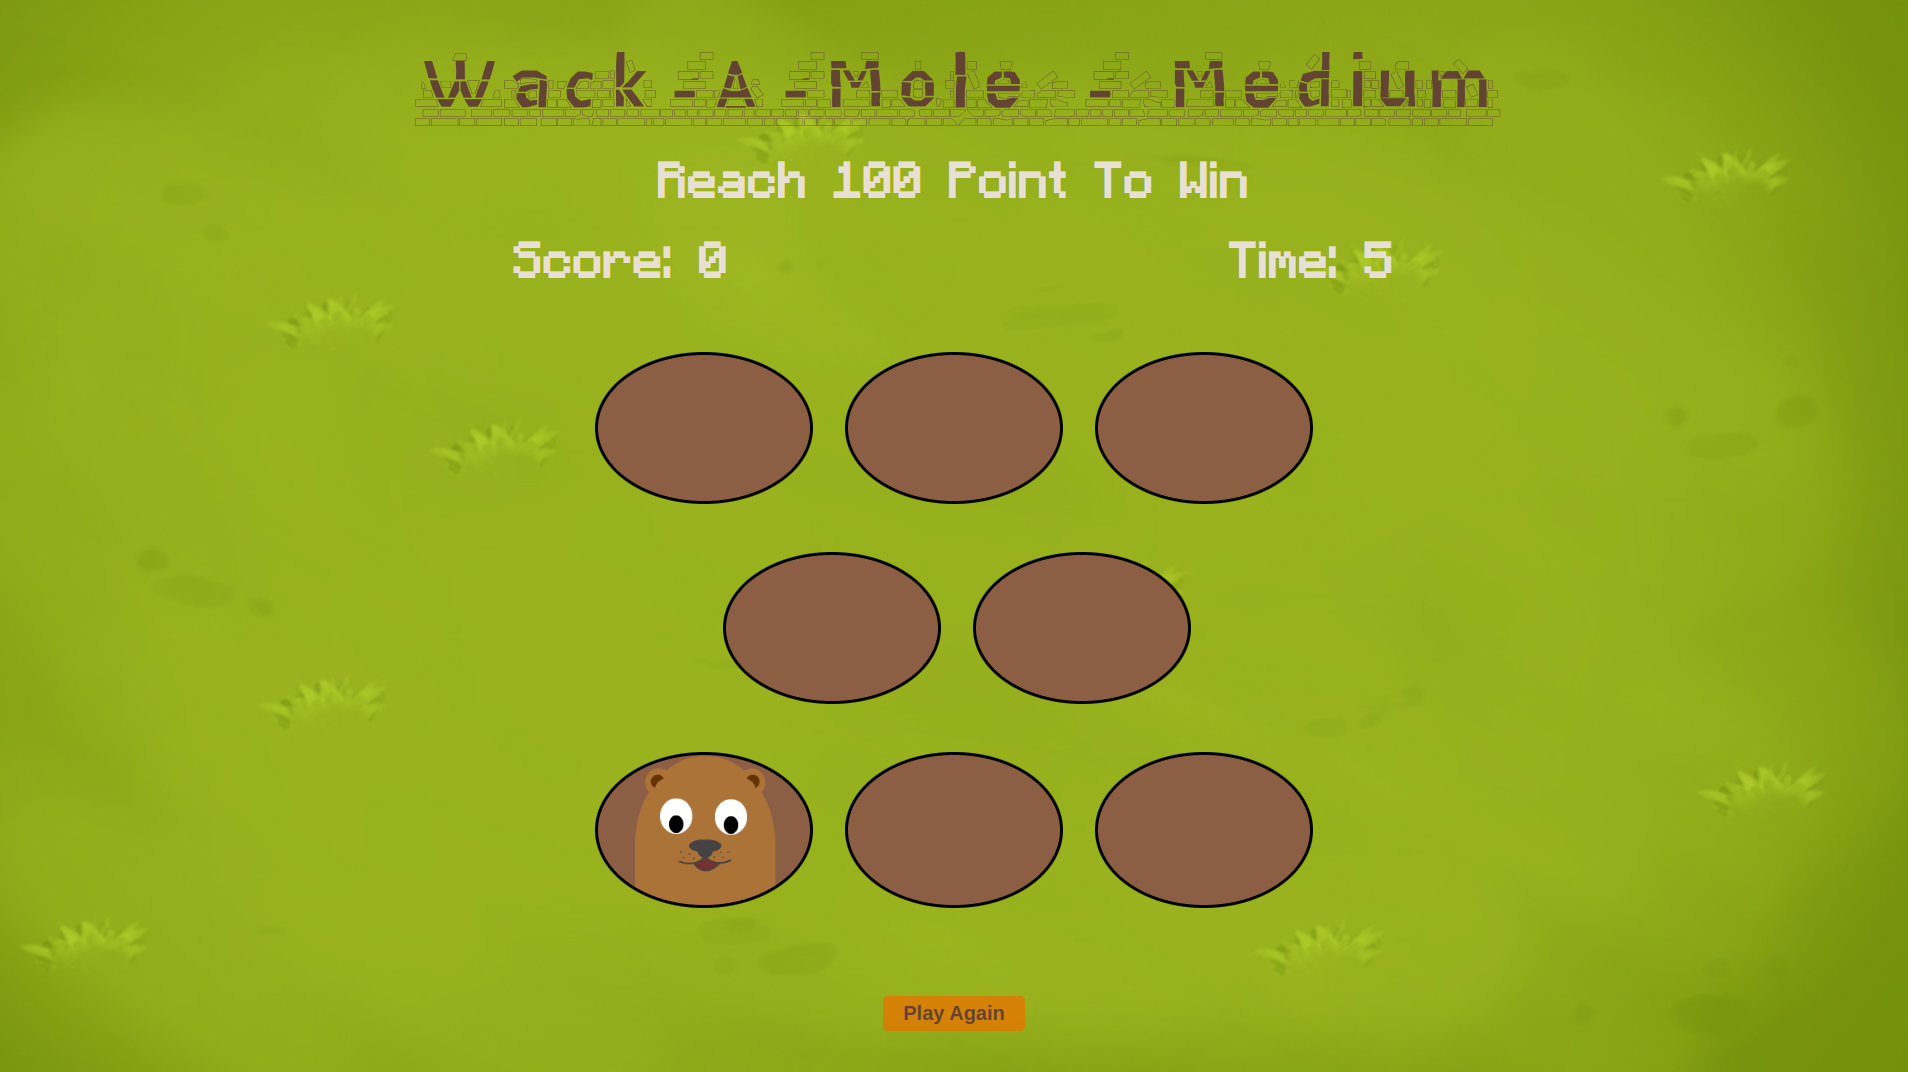 Wack -A -Mole - Medium
Reach 100 Point To Win
Score: 0
Time: 5
Play Again